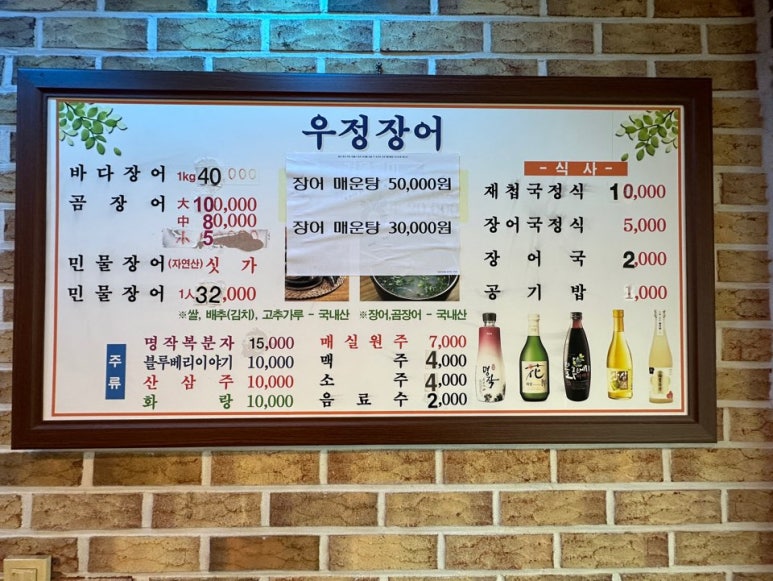 우정장어
바다장어 1kg 40,000
곰장어 大 100,000
中 80,000
小 5
민물장어 (자연산) 싯가
민물장어 1人 32,000
장어 매운탕 50,000원
장어 매운탕 30,000원
- 식사 -
재첩국정식 10,000
장어국정식 5,000
장어국 2,000
공기밥 1,000
※쌀, 배추(김치), 고추가루 - 국내산 ※장어,곰장어 - 국내산
주류
명작복분자 15,000
블루베리이야기 10,000
산삼주 10,000
화랑 10,000
매실원주 7,000
맥주 4,000
소주 4,000
음료수 2,000
花